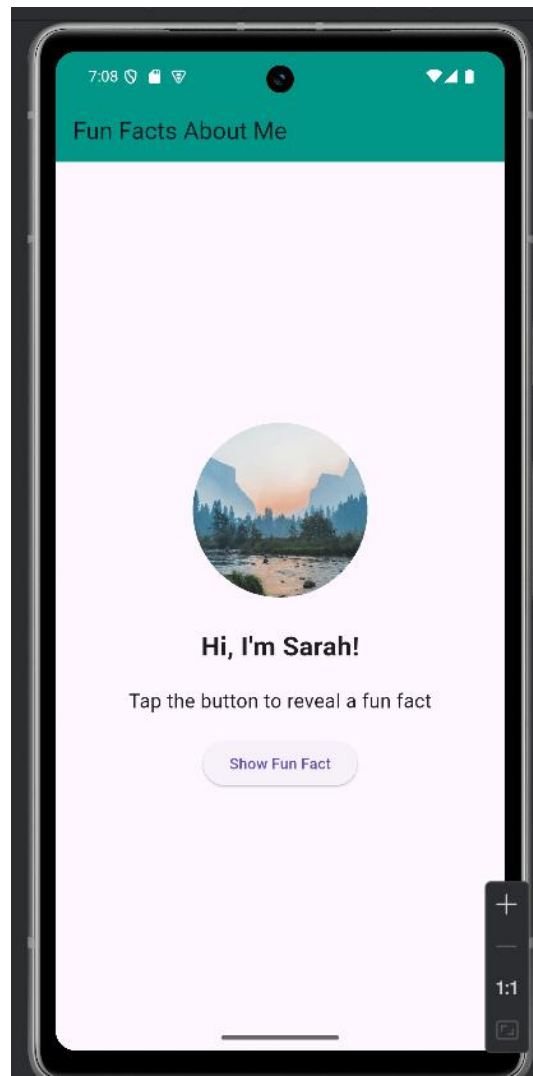 7:08
Fun Facts About Me
Hi, I'm Sarah!
Tap the button to reveal a fun fact
Show Fun Fact
1:1